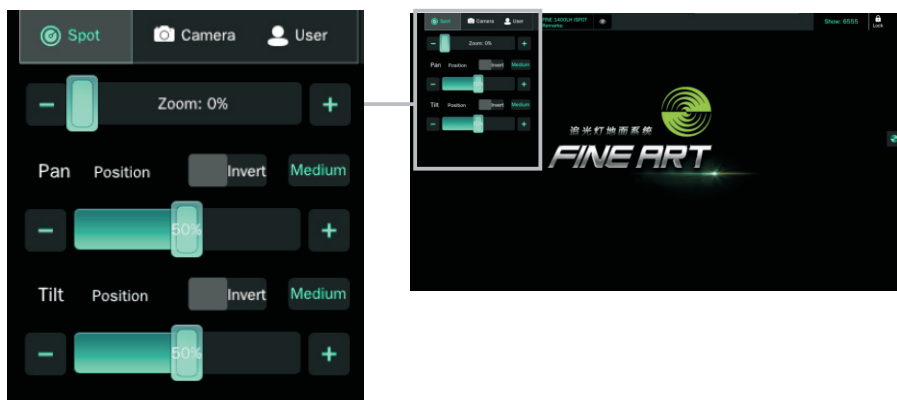 Spot Camera User
− Zoom: 0% +
Pan Position Invert Medium
− 50% +
Tilt Position Invert Medium
− 50% +
Spot Camera User FINE 1400LH ISPOT Show: 6555 Lock
Remarks:
− Zoom: 0% +
Pan Position Invert Medium
− +
Tilt Position Invert Medium
− +
追光灯地面系统
FINE ART